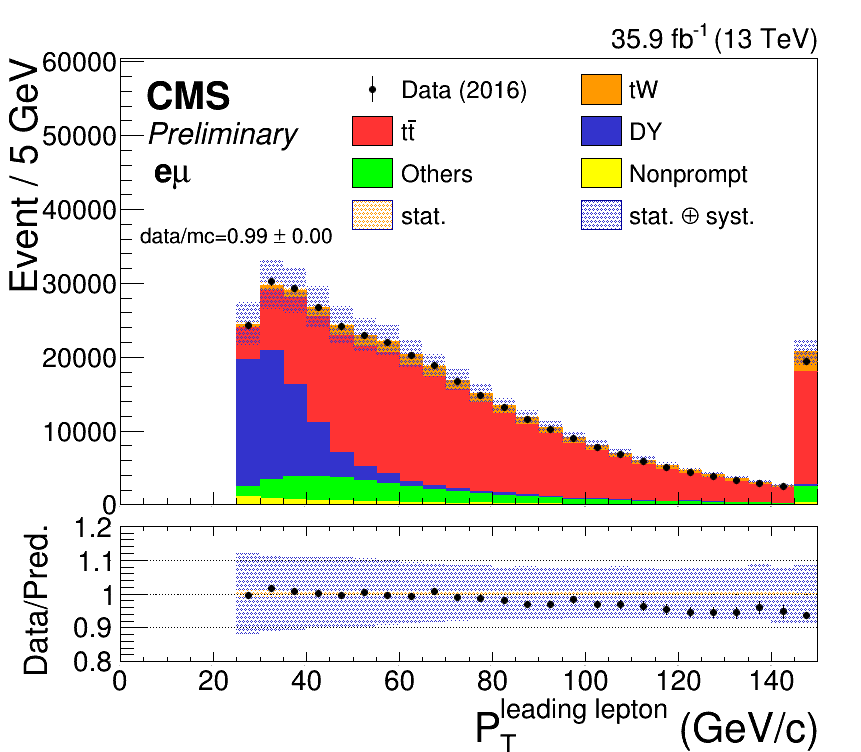 35.9 fb⁻¹ (13 TeV)
Event / 5 GeV
60000
50000
40000
30000
20000
10000
0
CMS
Preliminary
eμ
data/mc=0.99 ± 0.00
Data (2016)
tW
tt̄
DY
Others
Nonprompt
stat.
stat. ⊕ syst.
Data/Pred.
1.2
1.1
1
0.9
0.8
0 20 40 60 80 100 120 140
P_T^leading lepton (GeV/c)